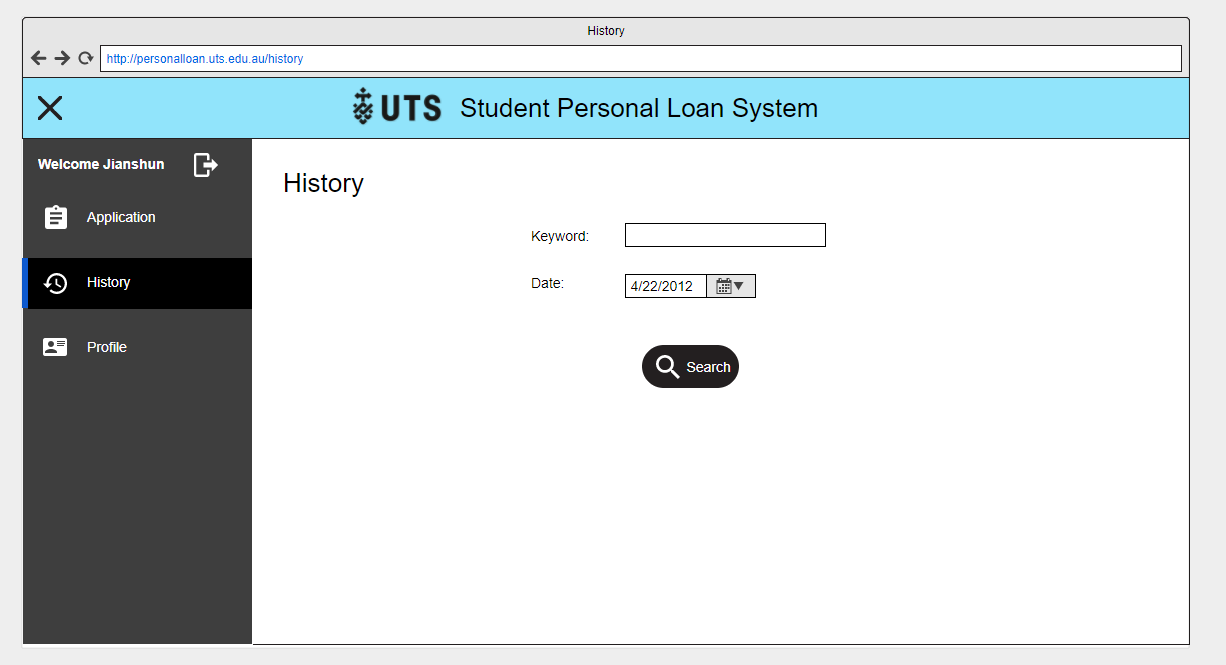 History
http://personalloan.uts.edu.au/history
UTS Student Personal Loan System
Welcome Jianshun
Application
History
Profile
History
Keyword:
Date: 4/22/2012
Search